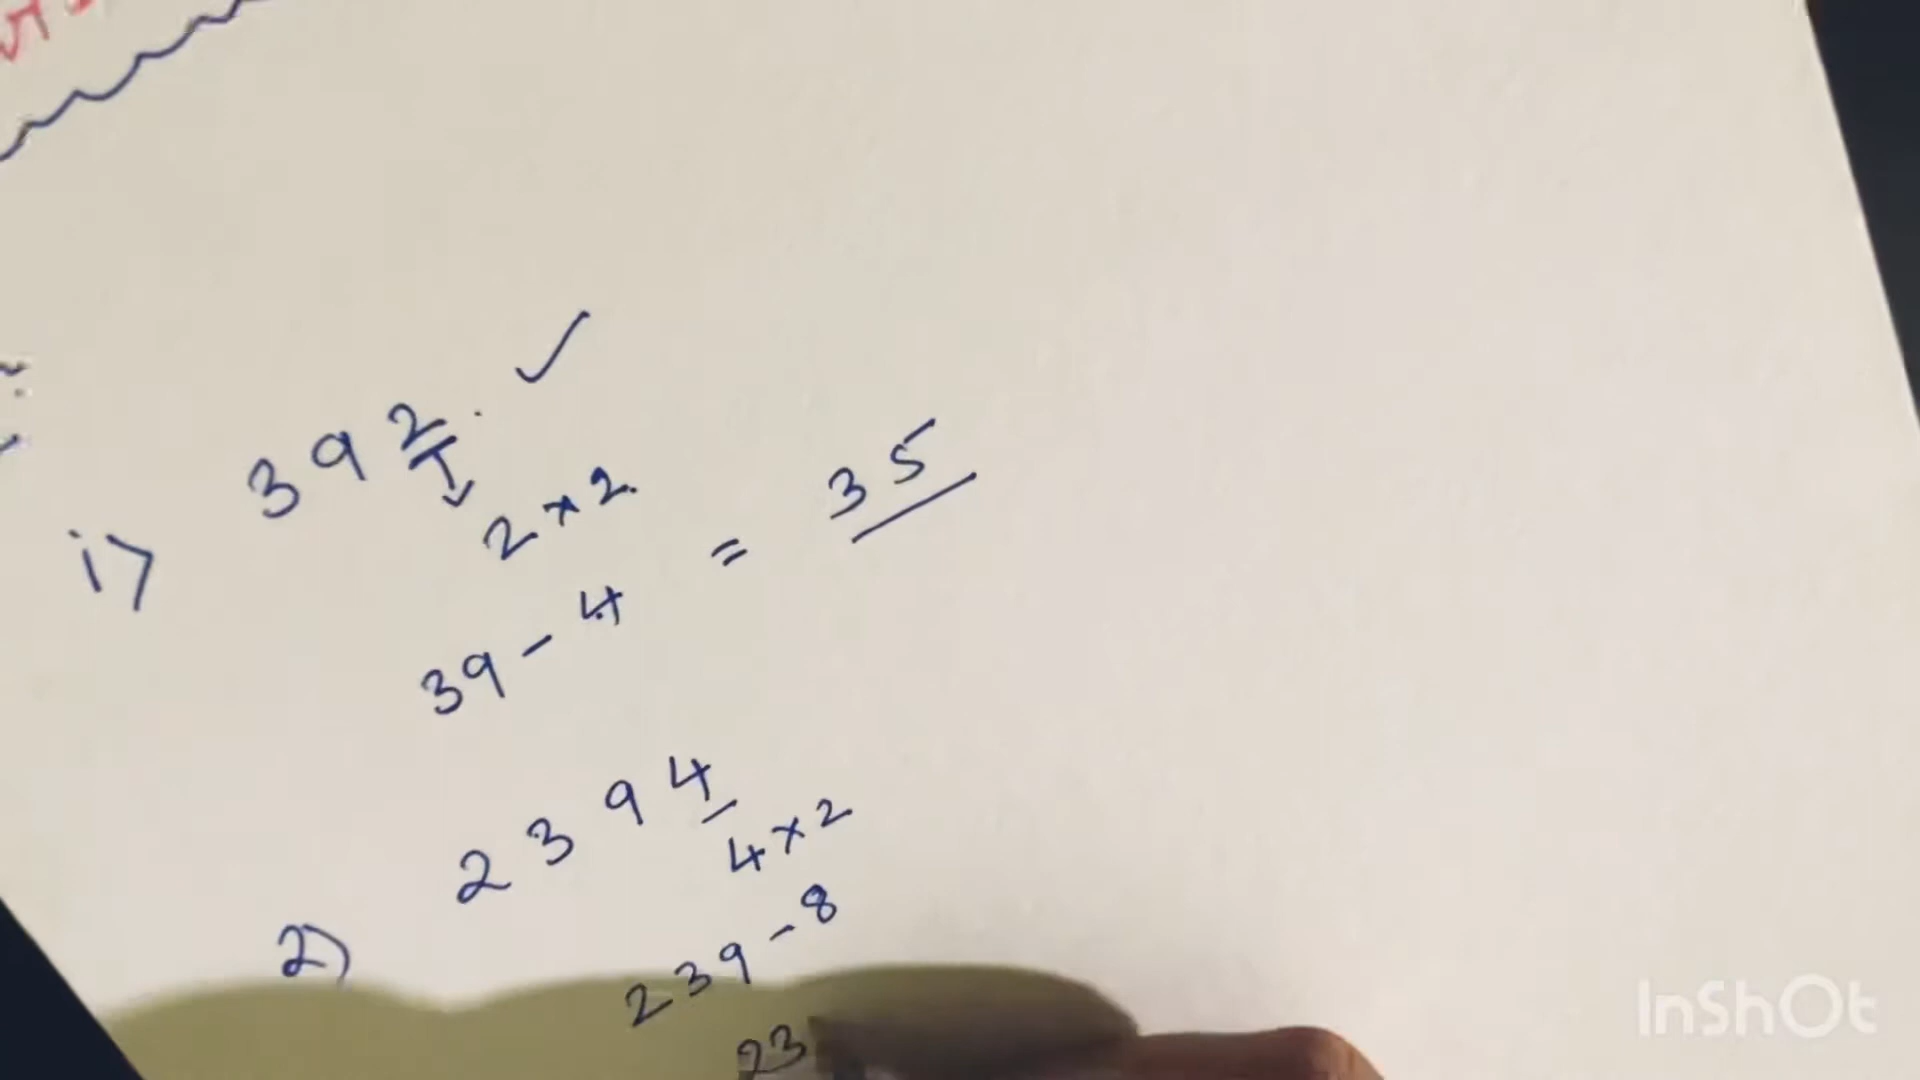 i) 392. ✓
2×2.
39-4 = 35
2) 2394
4×2
239-8
23
InShOt